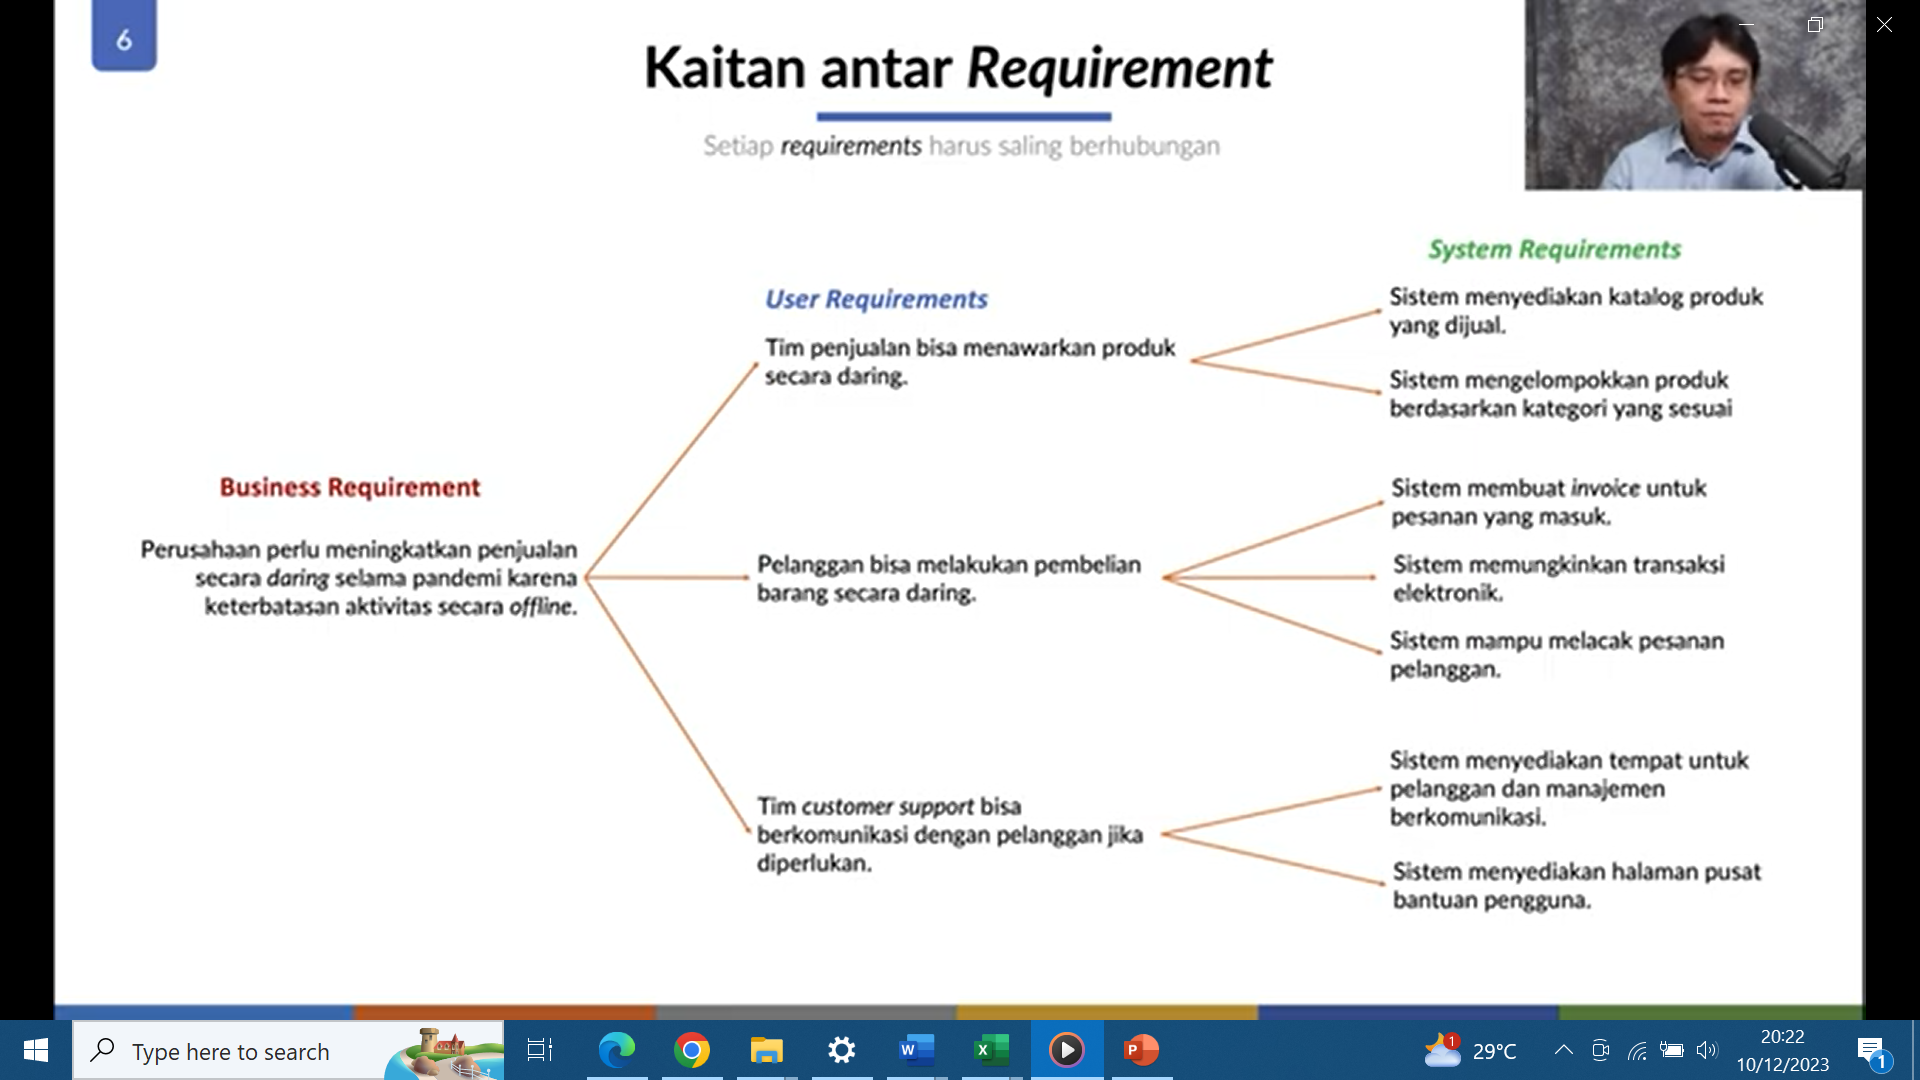 6
Kaitan antar Requirement
Setiap requirements harus saling berhubungan
Business Requirement
Perusahaan perlu meningkatkan penjualan
secara daring selama pandemi karena
keterbatasan aktivitas secara offline.
User Requirements
Tim penjualan bisa menawarkan produk
secara daring.
Pelanggan bisa melakukan pembelian
barang secara daring.
Tim customer support bisa
berkomunikasi dengan pelanggan jika
diperlukan.
System Requirements
Sistem menyediakan katalog produk
yang dijual.
Sistem mengelompokkan produk
berdasarkan kategori yang sesuai
Sistem membuat invoice untuk
pesanan yang masuk.
Sistem memungkinkan transaksi
elektronik.
Sistem mampu melacak pesanan
pelanggan.
Sistem menyediakan tempat untuk
pelanggan dan manajemen
berkomunikasi.
Sistem menyediakan halaman pusat
bantuan pengguna.
Type here to search
W
X
P
1
29°C
20:22
10/12/2023
1